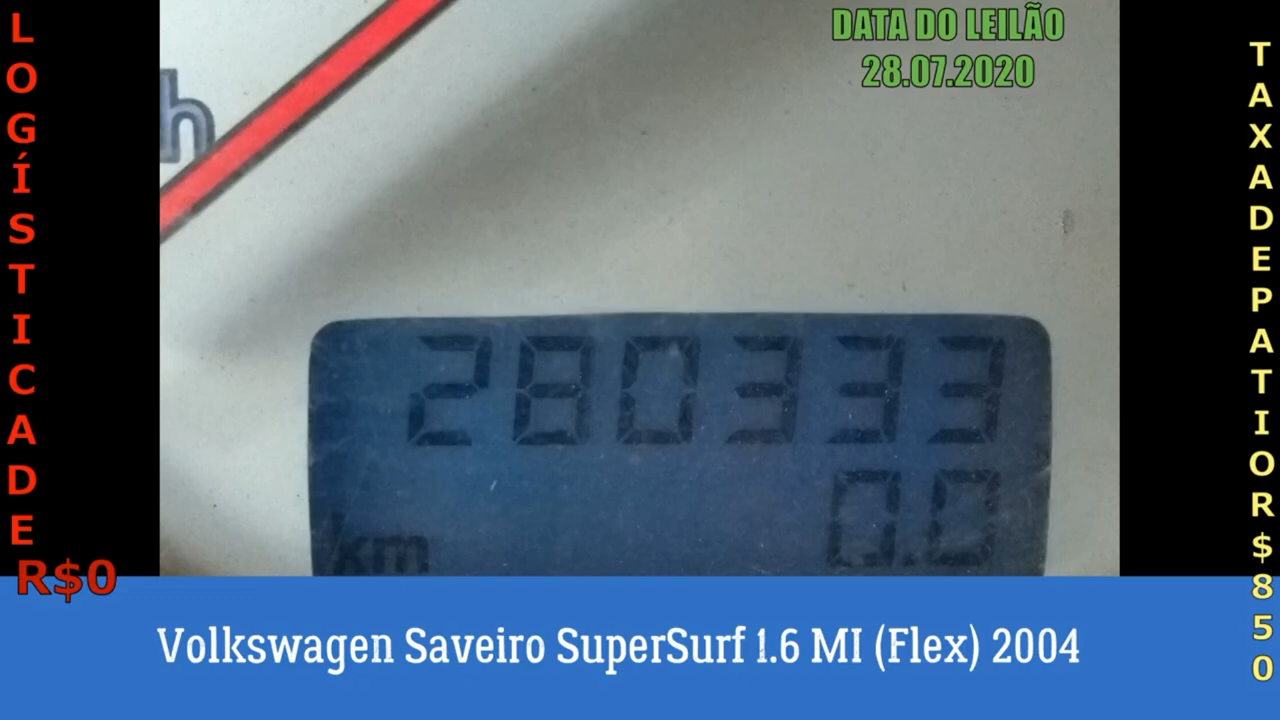 LOGÍSTICA DE
R$0
DATA DO LEILÃO
28.07.2020
h
280333
0.0
km
TAXA DE PATIO R$850
Volkswagen Saveiro SuperSurf 1.6 MI (Flex) 2004